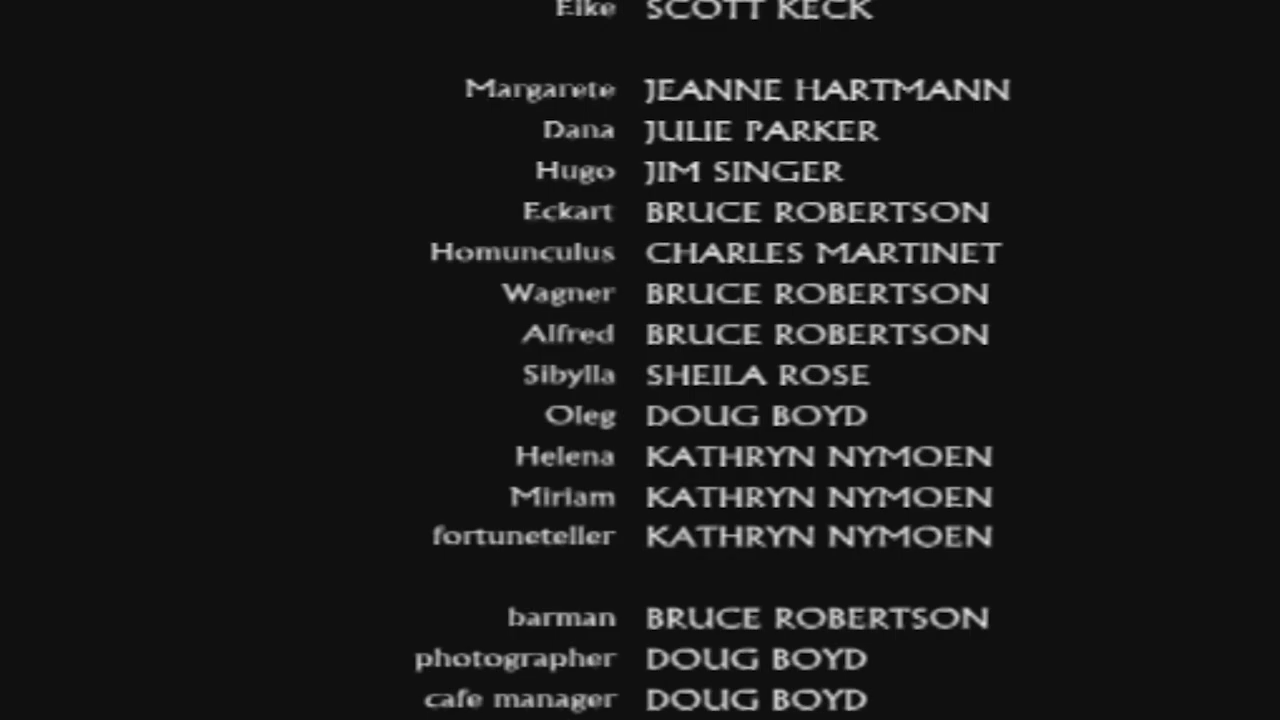 Elke SCOTT KECK
Margarete JEANNE HARTMANN
Dana JULIE PARKER
Hugo JIM SINGER
Eckart BRUCE ROBERTSON
Homunculus CHARLES MARTINET
Wagner BRUCE ROBERTSON
Alfred BRUCE ROBERTSON
Sibylla SHEILA ROSE
Oleg DOUG BOYD
Helena KATHRYN NYMOEN
Miriam KATHRYN NYMOEN
fortuneteller KATHRYN NYMOEN
barman BRUCE ROBERTSON
photographer DOUG BOYD
cafe manager DOUG BOYD